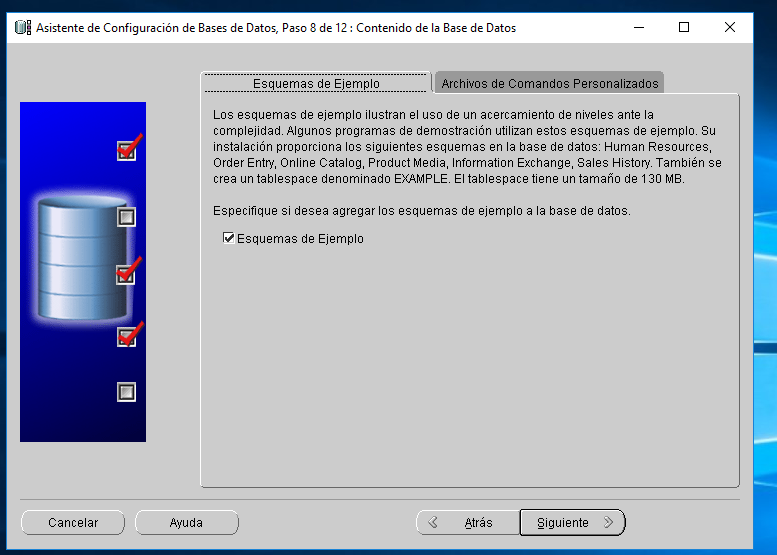 Asistente de Configuración de Bases de Datos, Paso 8 de 12 : Contenido de la Base de Datos
Esquemas de Ejemplo
Archivos de Comandos Personalizados
Los esquemas de ejemplo ilustran el uso de un acercamiento de niveles ante la
complejidad. Algunos programas de demostración utilizan estos esquemas de ejemplo. Su
instalación proporciona los siguientes esquemas en la base de datos: Human Resources,
Order Entry, Online Catalog, Product Media, Information Exchange, Sales History. También se
crea un tablespace denominado EXAMPLE. El tablespace tiene un tamaño de 130 MB.
Especifique si desea agregar los esquemas de ejemplo a la base de datos.
Esquemas de Ejemplo
Cancelar
Ayuda
Atrás
Siguiente